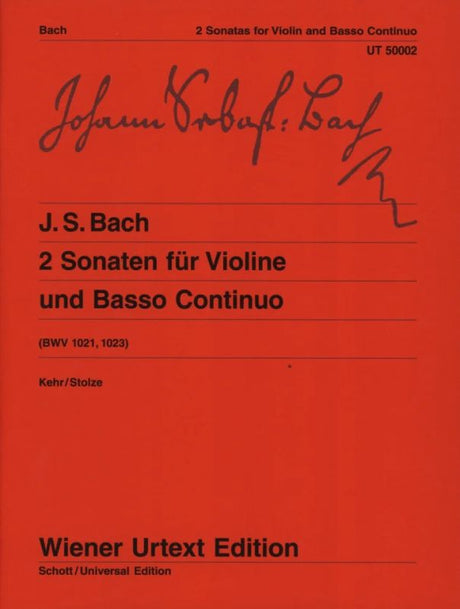 Bach 2 Sonatas for Violin and Basso Continuo
UT 50002
Johann Sebast: Bach
J. S. Bach
2 Sonaten für Violine
und Basso Continuo
(BWV 1021, 1023)
Kehr/Stolze
Wiener Urtext Edition
Schott/Universal Edition